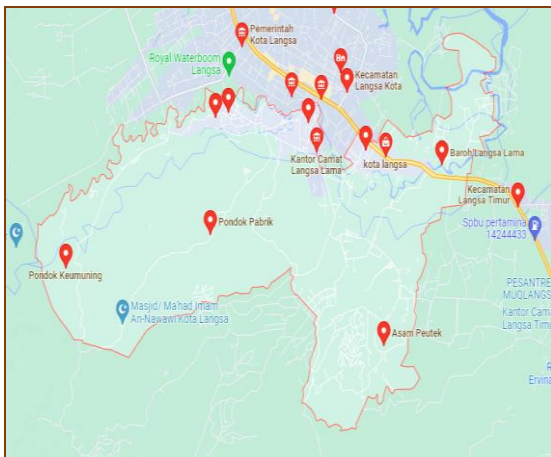 Pemerintah
Kota Langsa
Royal Waterboom
Langsa
Kecamatan
Langsa Kota
Kantor Camat
Langsa Lama
kota langsa
Baroh Langsa Lama
Kecamatan
Langsa Timur
Spbu pertamina
14244433
Pondok Pabrik
Pondok Keumuning
PESANTRE
MUQLANGS
Masjid/ Ma'had Imam
An-Nawawi Kota Langsa
Kantor Cama
Langsa Timu
Asam Peutek
R
Ervina